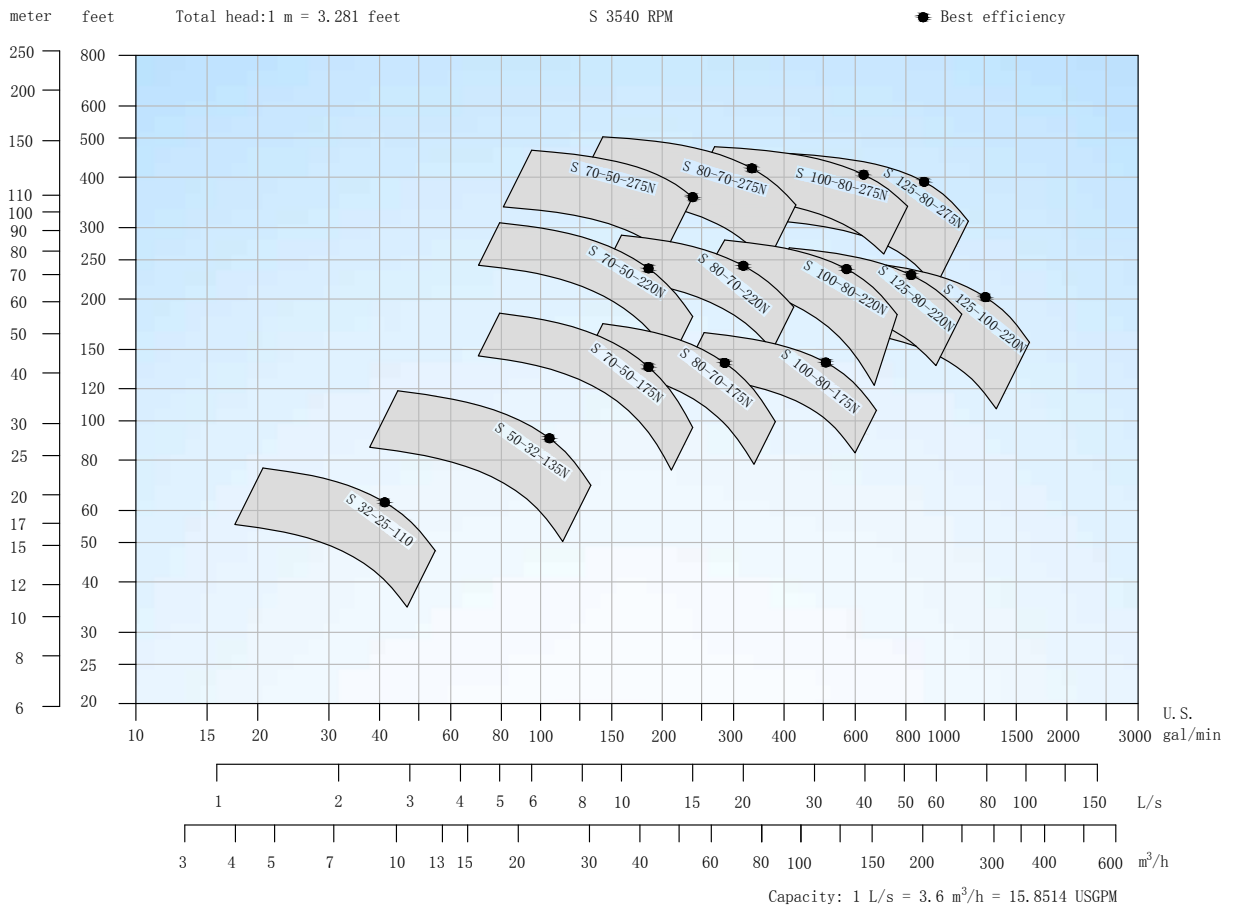 meter feet Total head:1 m = 3.281 feet S 3540 RPM Best efficiency
250 800
200
600
150 500
400
110
100
90 300
80
70 250
60 200
50 150
40 120
30 100
25 80
20 60
17
15 50
12 40
10 30
8 25
6 20
S 70-50-275N
S 80-70-275N
S 100-80-275N
S 125-80-275N
S 70-50-220N
S 80-70-220N
S 100-80-220N
S 125-80-220N
S 125-100-220N
S 70-50-175N
S 80-70-175N
S 100-80-175N
S 50-32-135N
S 32-25-110
10 15 20 30 40 60 80 100 150 200 300 400 600 800 1000 1500 2000 3000 U.S.
gal/min
1 2 3 4 5 6 8 10 15 20 30 40 50 60 80 100 150 L/s
3 4 5 7 10 13 15 20 30 40 60 80 100 150 200 300 400 600 m³/h
Capacity: 1 L/s = 3.6 m³/h = 15.8514 USGPM